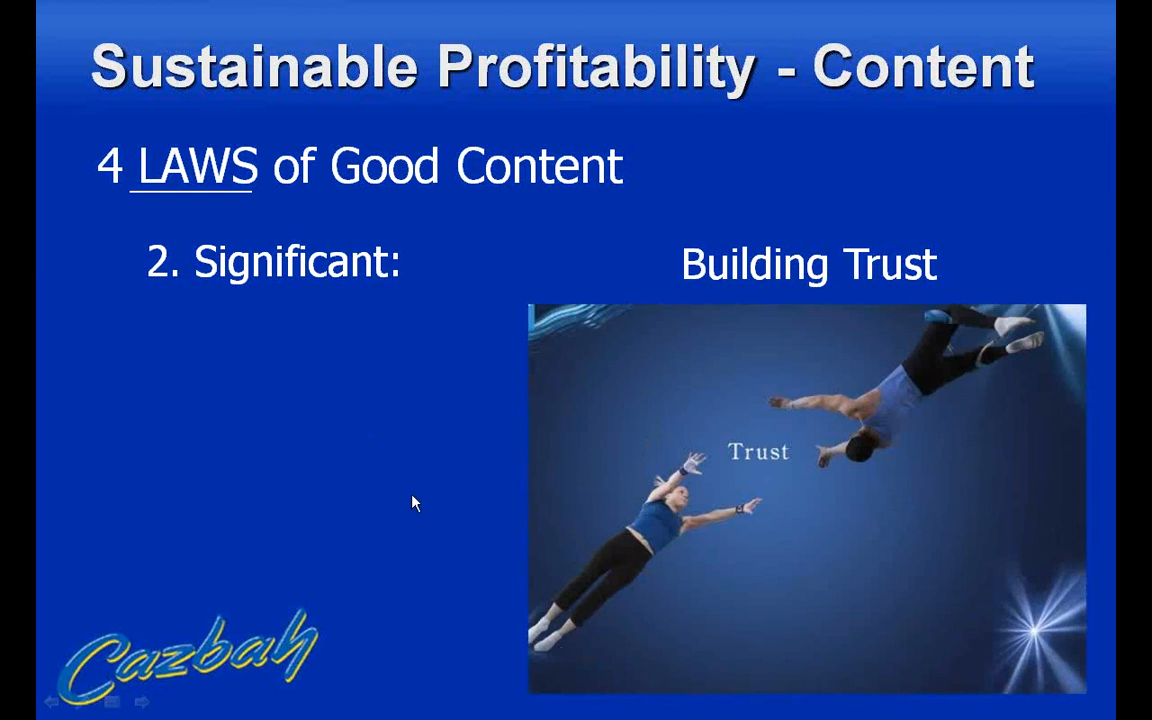 Sustainable Profitability - Content
4 LAWS of Good Content
2. Significant:
Building Trust
Trust
Cazbah